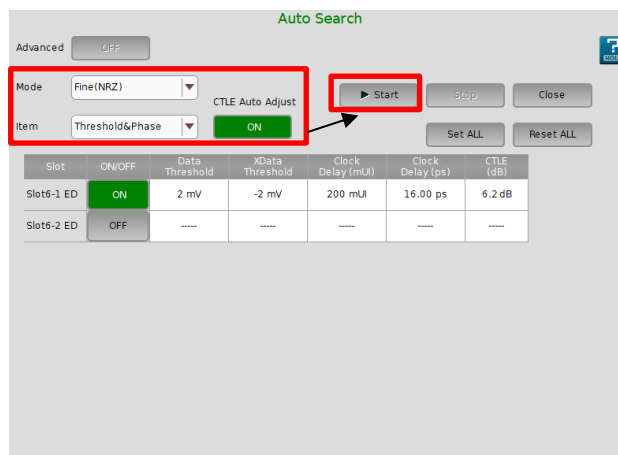 Auto Search
Advanced OFF
Mode Fine(NRZ)
CTLE Auto Adjust
Start Stop Close
Item Threshold&Phase ON
Set ALL Reset ALL
Slot ON/OFF Data Threshold XData Threshold Clock Delay (mUI) Clock Delay (ps) CTLE (dB)
Slot6-1 ED ON 2 mV -2 mV 200 mUI 16.00 ps 6.2 dB
Slot6-2 ED OFF ----- ----- ----- ----- -----